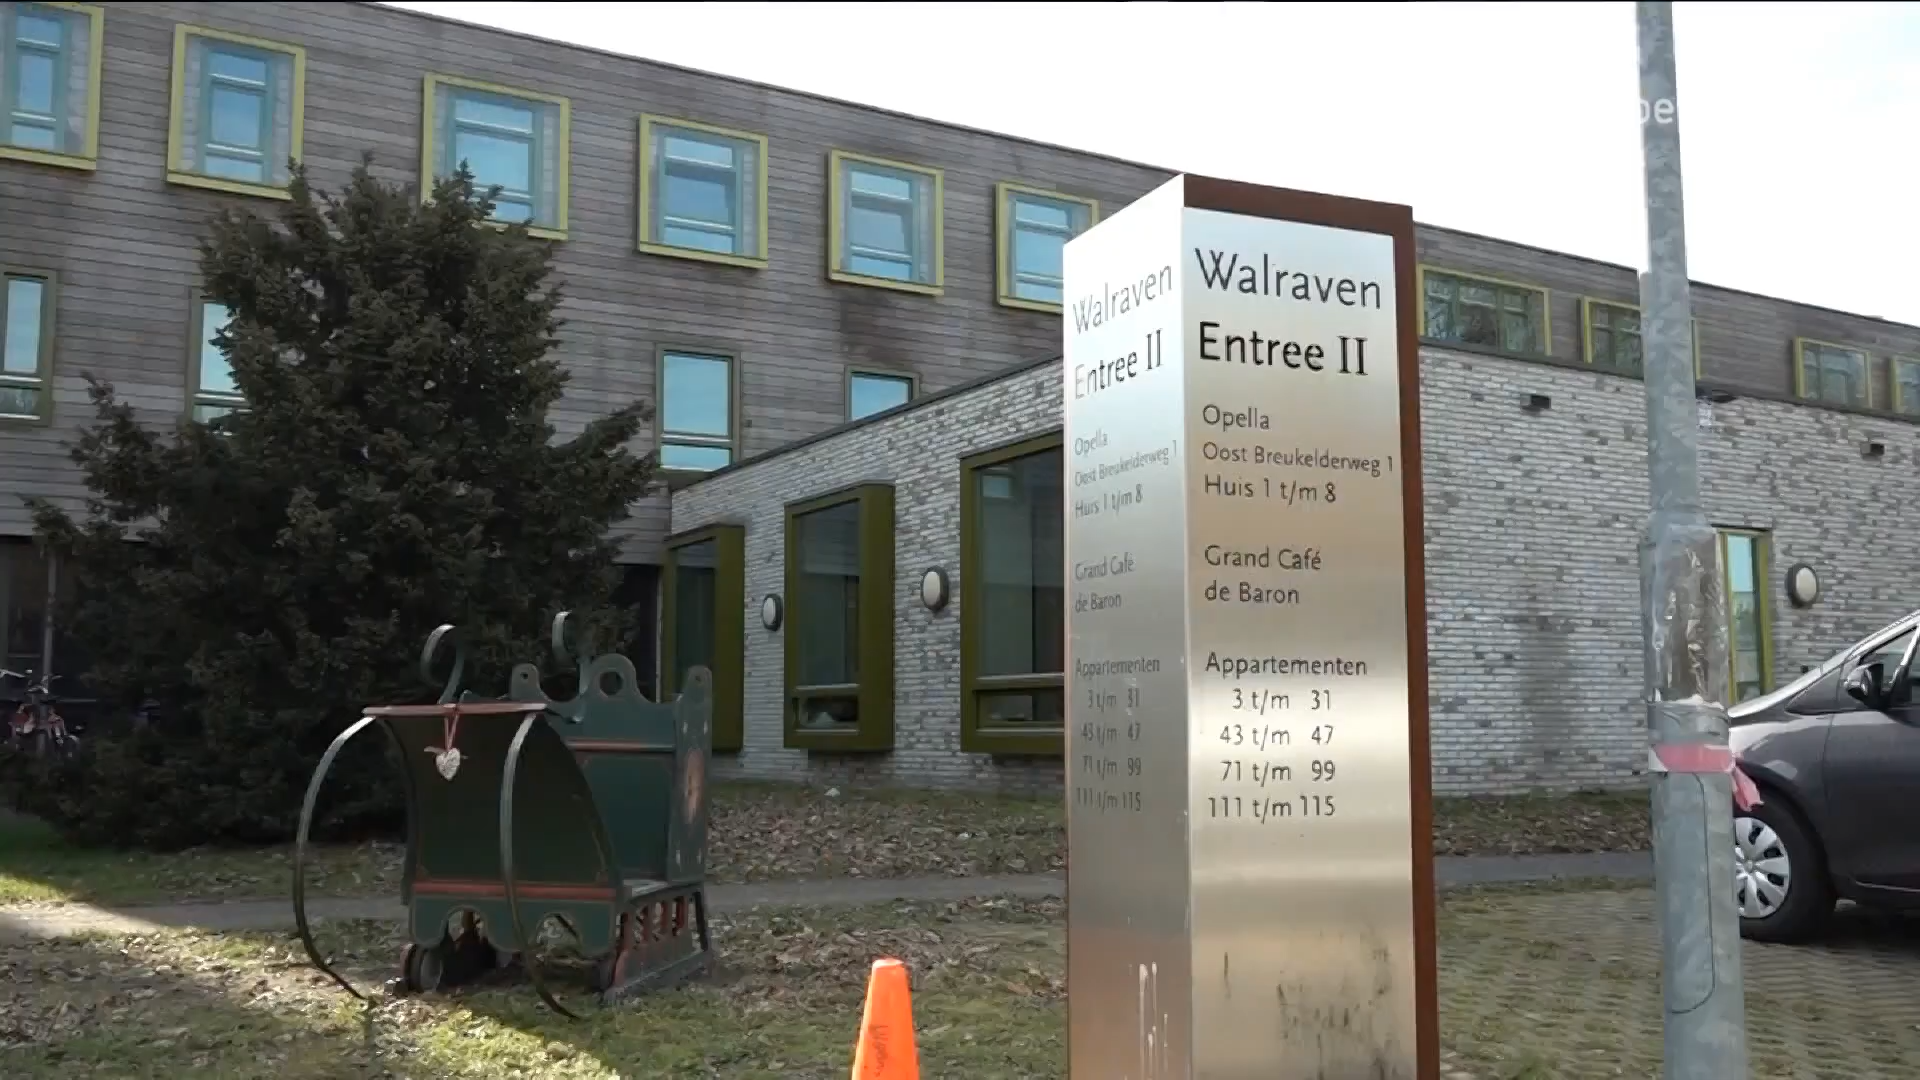 Walraven
Entree II
Opella
Oost Breukelderweg 1
Huis 1 t/m 8
Grand Café
de Baron
Appartementen
3 t/m 31
43 t/m 47
71 t/m 99
111 t/m 115
Walraven
Entree II
Opella
Oost Breukelderweg 1
Huis 1 t/m 8
Grand Café
de Baron
Appartementen
3 t/m 31
43 t/m 47
71 t/m 99
111 t/m 115